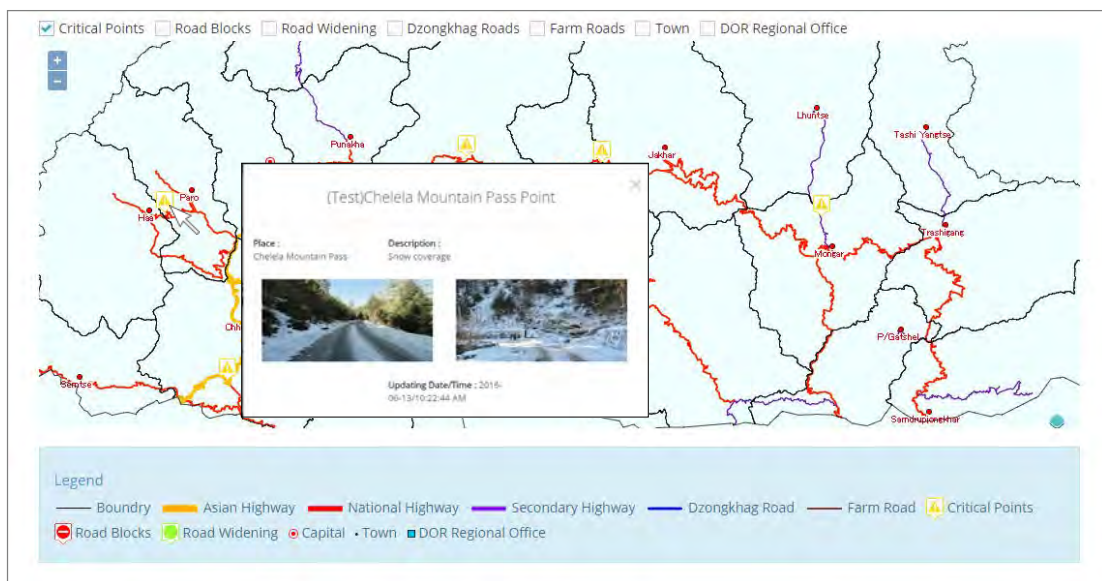 Critical Points Road Blocks Road Widening Dzongkhag Roads Farm Roads Town DOR Regional Office
+
-
Lhuntse
Tashi Yangtse
Punakha
Jakhar
Paro
Haa
(Test)Chelela Mountain Pass Point
Trashigang
Mongar
Place :
Chelela Mountain Pass
Description :
Snow coverage
Chh
P/Gatshel
Samtse
Updating Date/Time : 2016-
06-13/10:22:44 AM
Samdrupjongkhar
Legend
Boundry Asian Highway National Highway Secondary Highway Dzongkhag Road Farm Road Critical Points
Road Blocks Road Widening Capital Town DOR Regional Office